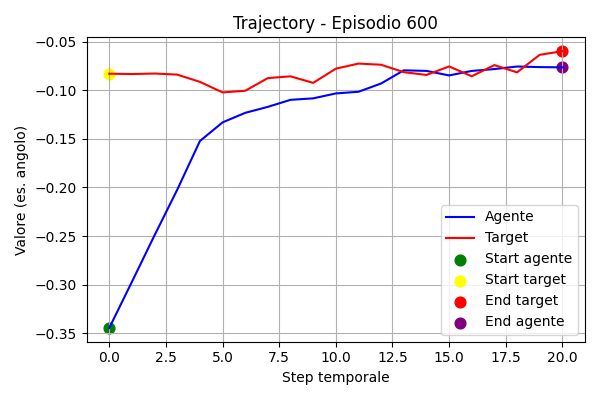 Trajectory - Episodio 600
Valore (es. angolo)
−0.05
−0.10
−0.15
−0.20
−0.25
−0.30
−0.35
Agente
Target
Start agente
Start target
End target
End agente
0.0 2.5 5.0 7.5 10.0 12.5 15.0 17.5 20.0
Step temporale